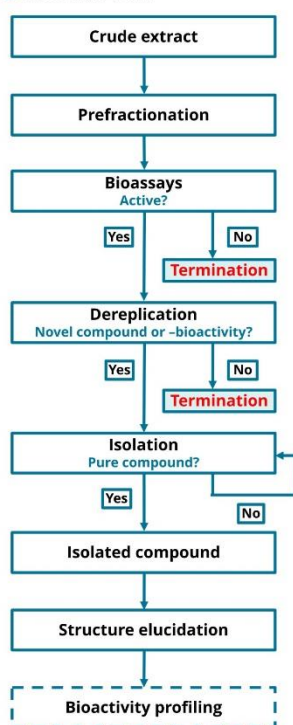 Crude extract
Prefractionation
Bioassays
Active?
Yes
No
Termination
Dereplication
Novel compound or –bioactivity?
Yes
No
Termination
Isolation
Pure compound?
Yes
No
Isolated compound
Structure elucidation
Bioactivity profiling